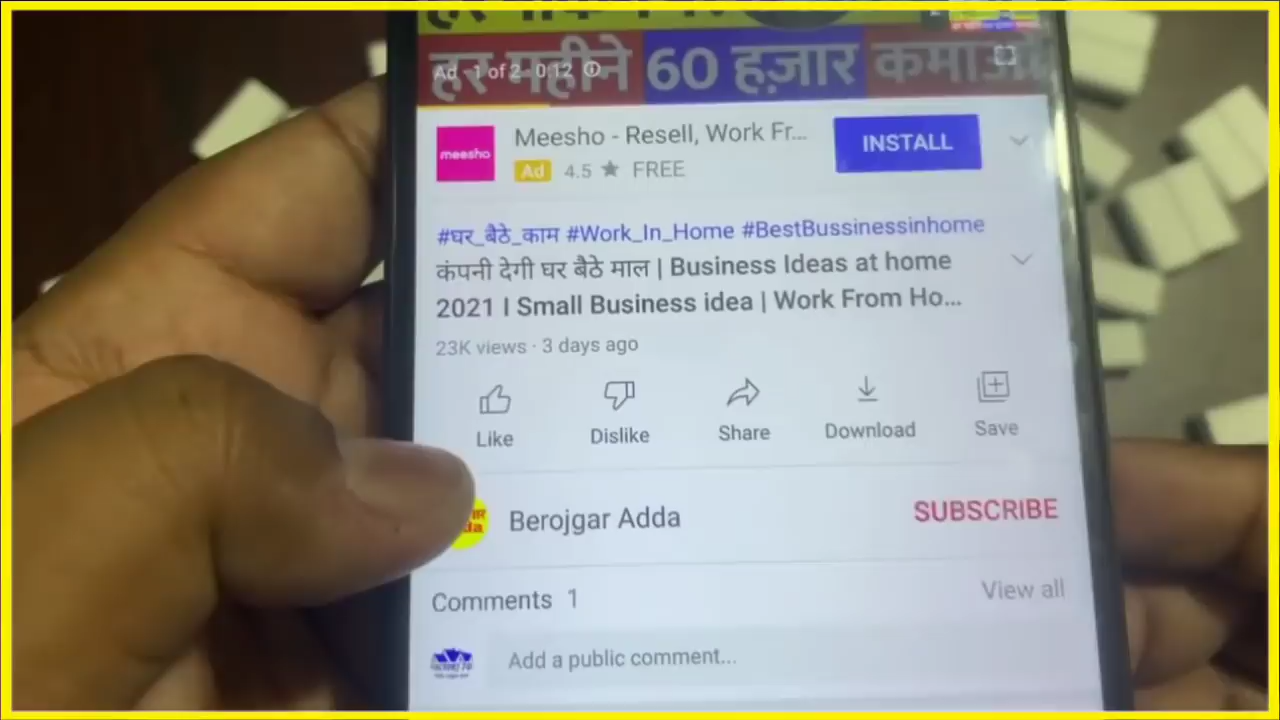 हर महीने 60 हज़ार कमाओ
Ad · 1 of 2 · 0:12
meesho
Meesho - Resell, Work Fr...
INSTALL
Ad 4.5 ★ FREE
#घर_बैठे_काम #Work_In_Home #BestBussinessinhome
कंपनी देगी घर बैठे माल | Business Ideas at home
2021 I Small Business idea | Work From Ho...
23K views · 3 days ago
Like Dislike Share Download Save
Berojgar Adda
SUBSCRIBE
Comments 1
View all
Add a public comment...